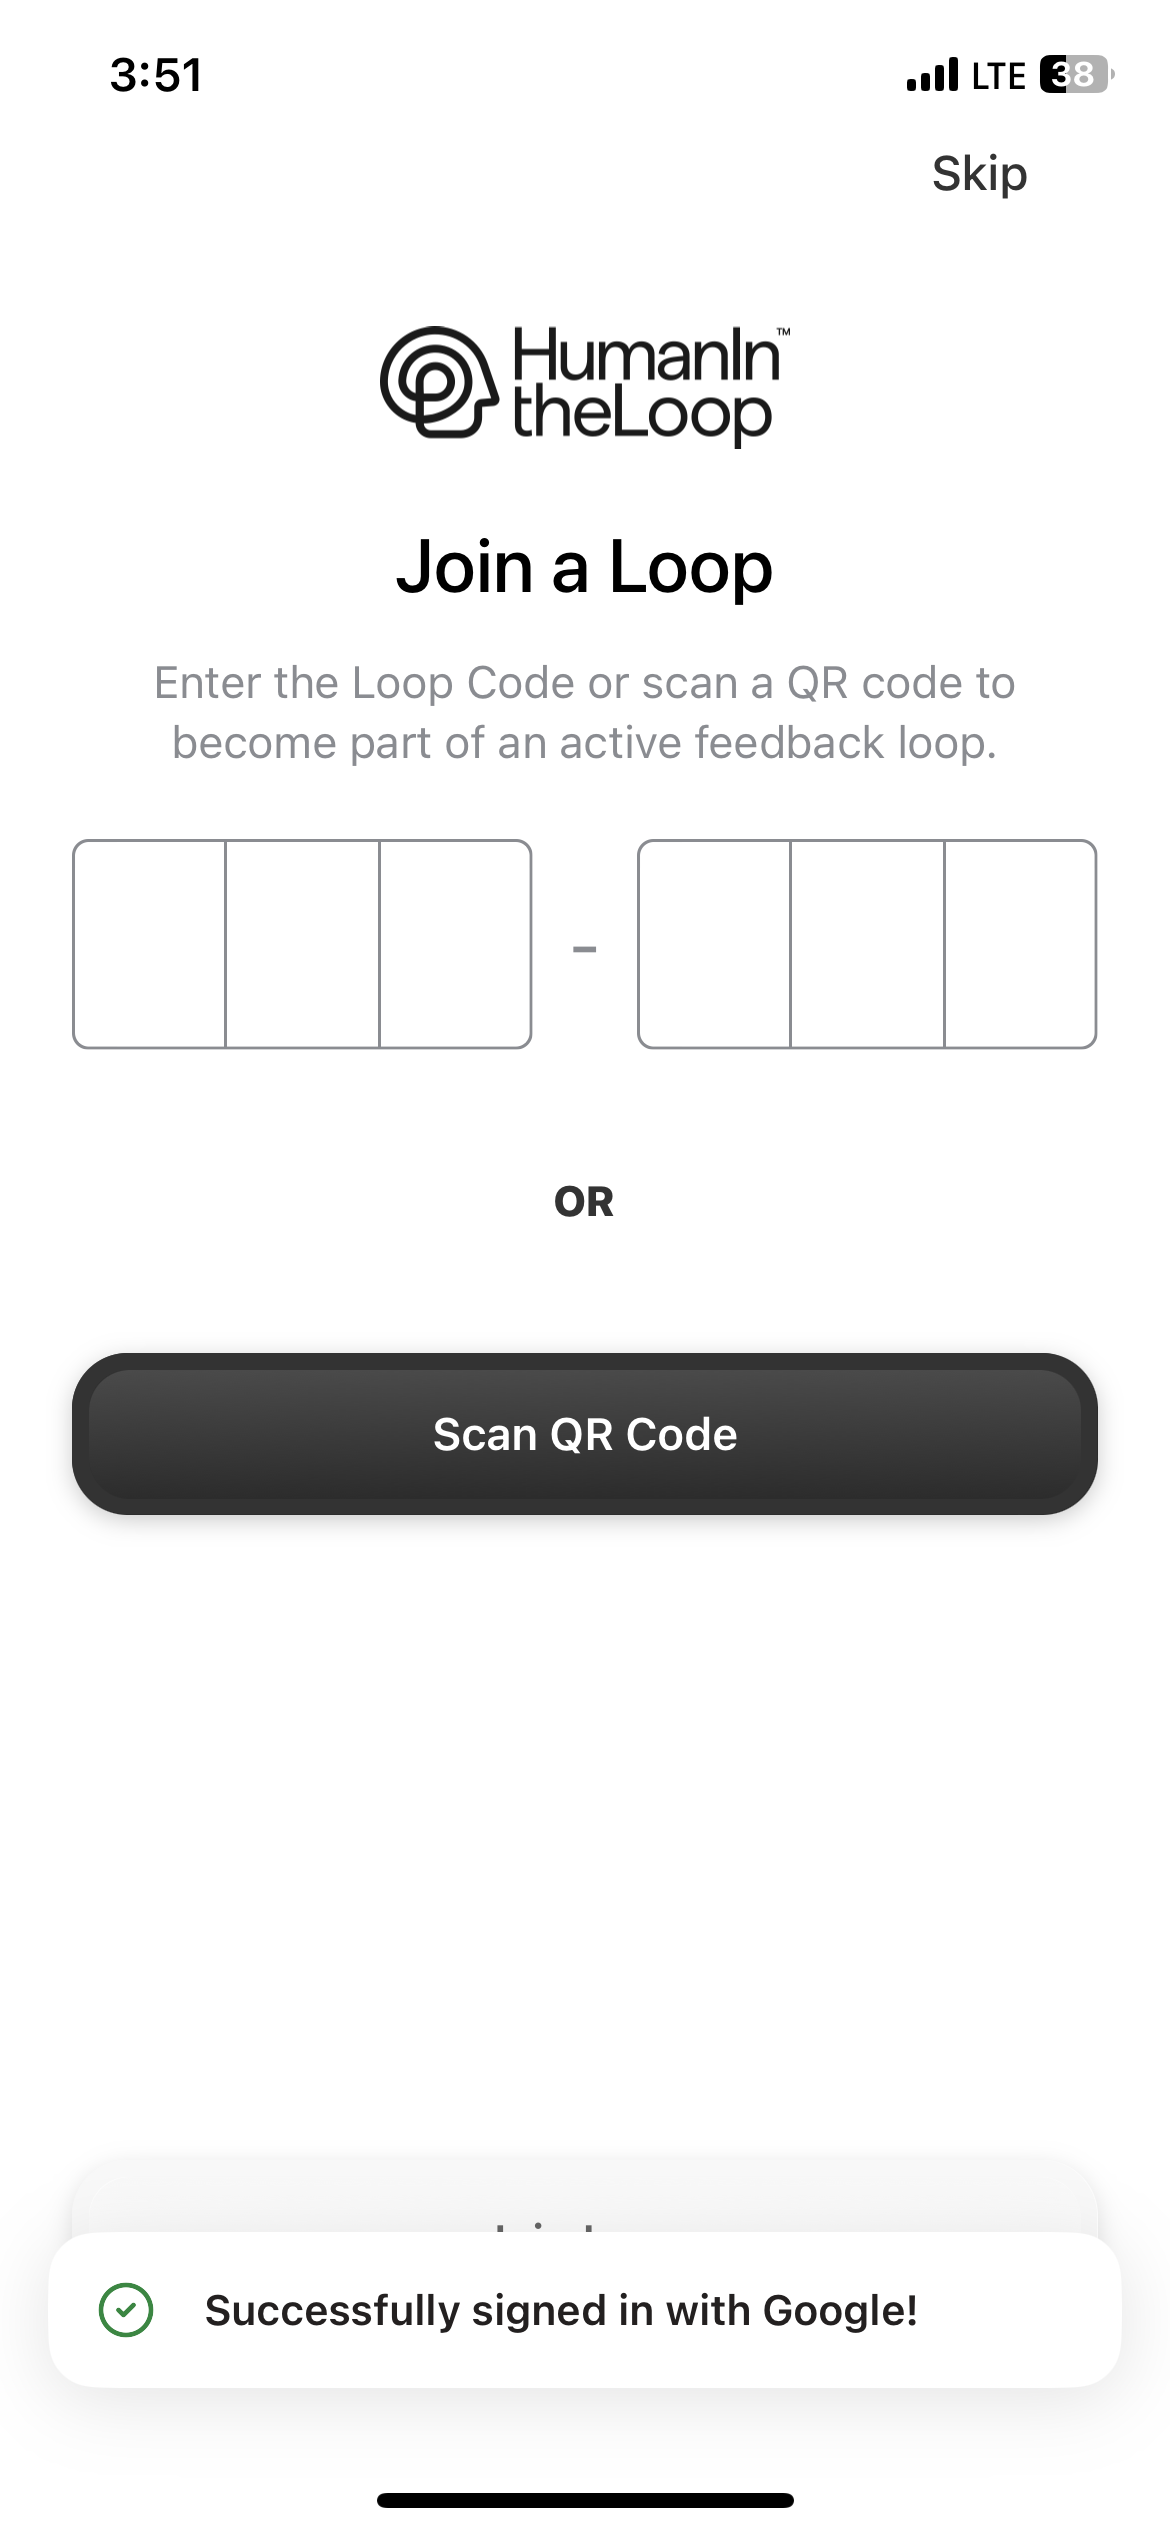 3:51
LTE 38
Skip
HumanIn™
theLoop
Join a Loop
Enter the Loop Code or scan a QR code to
become part of an active feedback loop.
-
OR
Scan QR Code
Successfully signed in with Google!